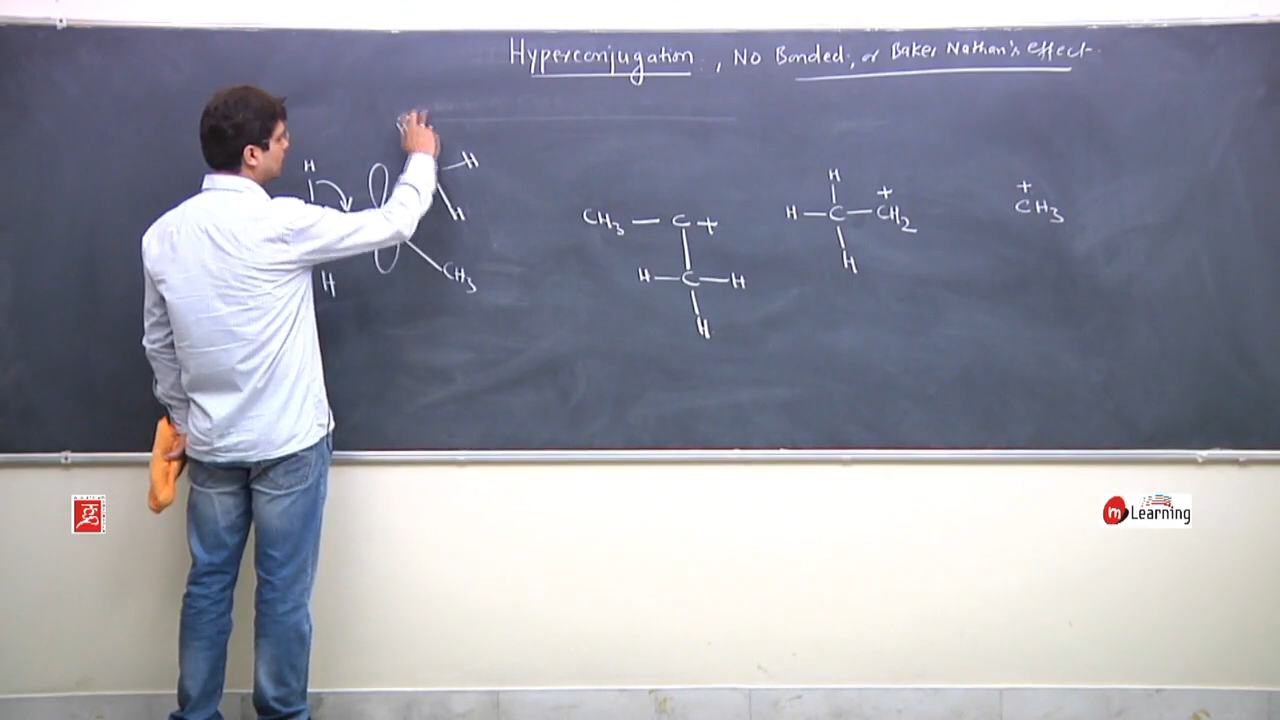 Hyperconjugation, No Bonded, or Baker Nathan's effect.
H
H
H
CH3
H
CH3 — C +
H — C — H
H
H
H — C — CH2
+
H
+
CH3
m Learning